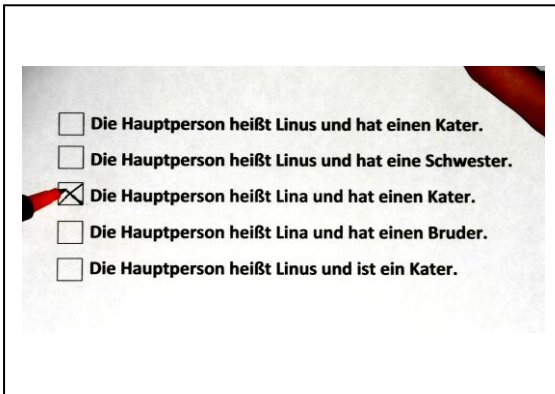 Die Hauptperson heißt Linus und hat einen Kater.
Die Hauptperson heißt Linus und hat eine Schwester.
Die Hauptperson heißt Lina und hat einen Kater.
Die Hauptperson heißt Lina und hat einen Bruder.
Die Hauptperson heißt Linus und ist ein Kater.